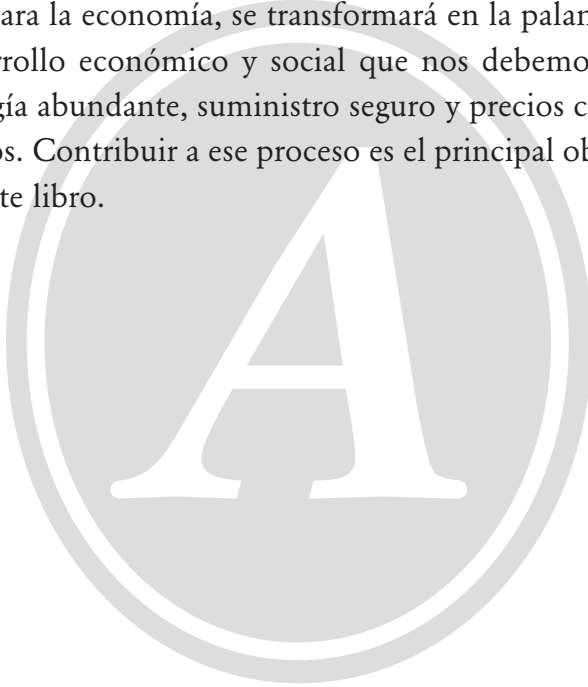 ara la economía, se transformará en la palan
rrollo económico y social que nos debemo
gía abundante, suministro seguro y precios c
os. Contribuir a ese proceso es el principal ob
te libro.
A